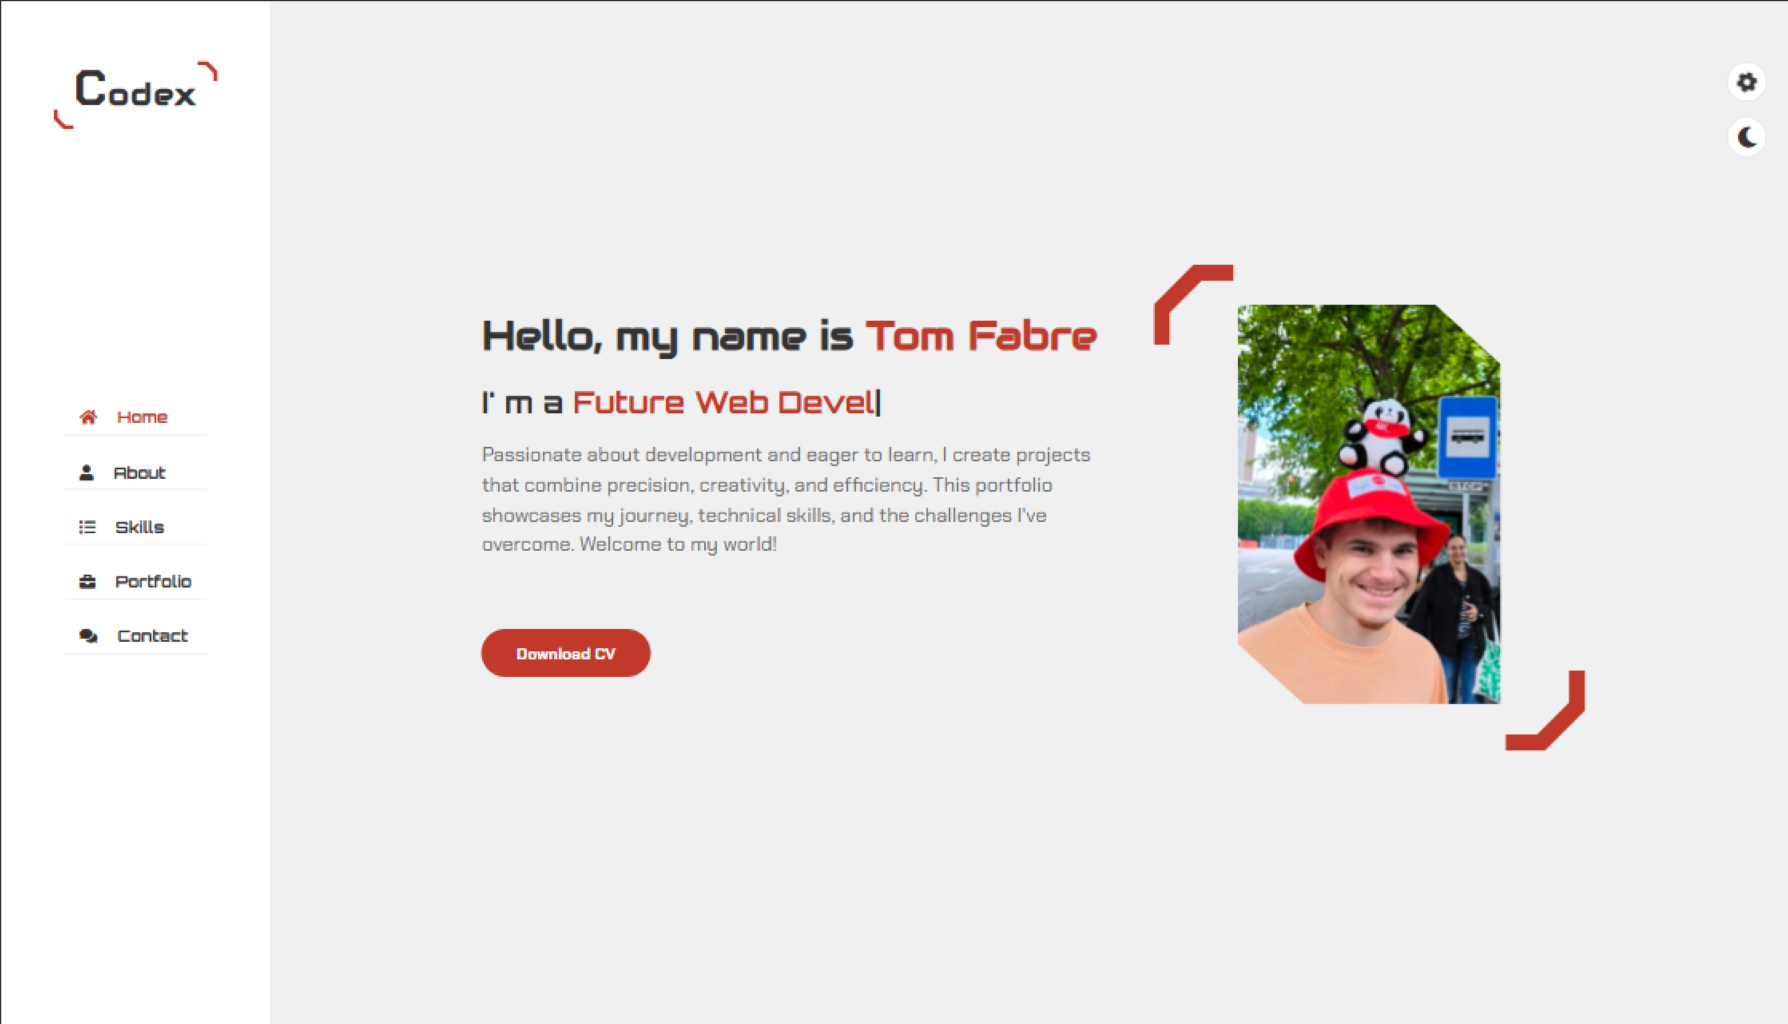 Codex
Home
About
Skills
Portfolio
Contact
Hello, my name is Tom Fabre
I' m a Future Web Devel|
Passionate about development and eager to learn, I create projects
that combine precision, creativity, and efficiency. This portfolio
showcases my journey, technical skills, and the challenges I've
overcome. Welcome to my world!
Download CV
STOP